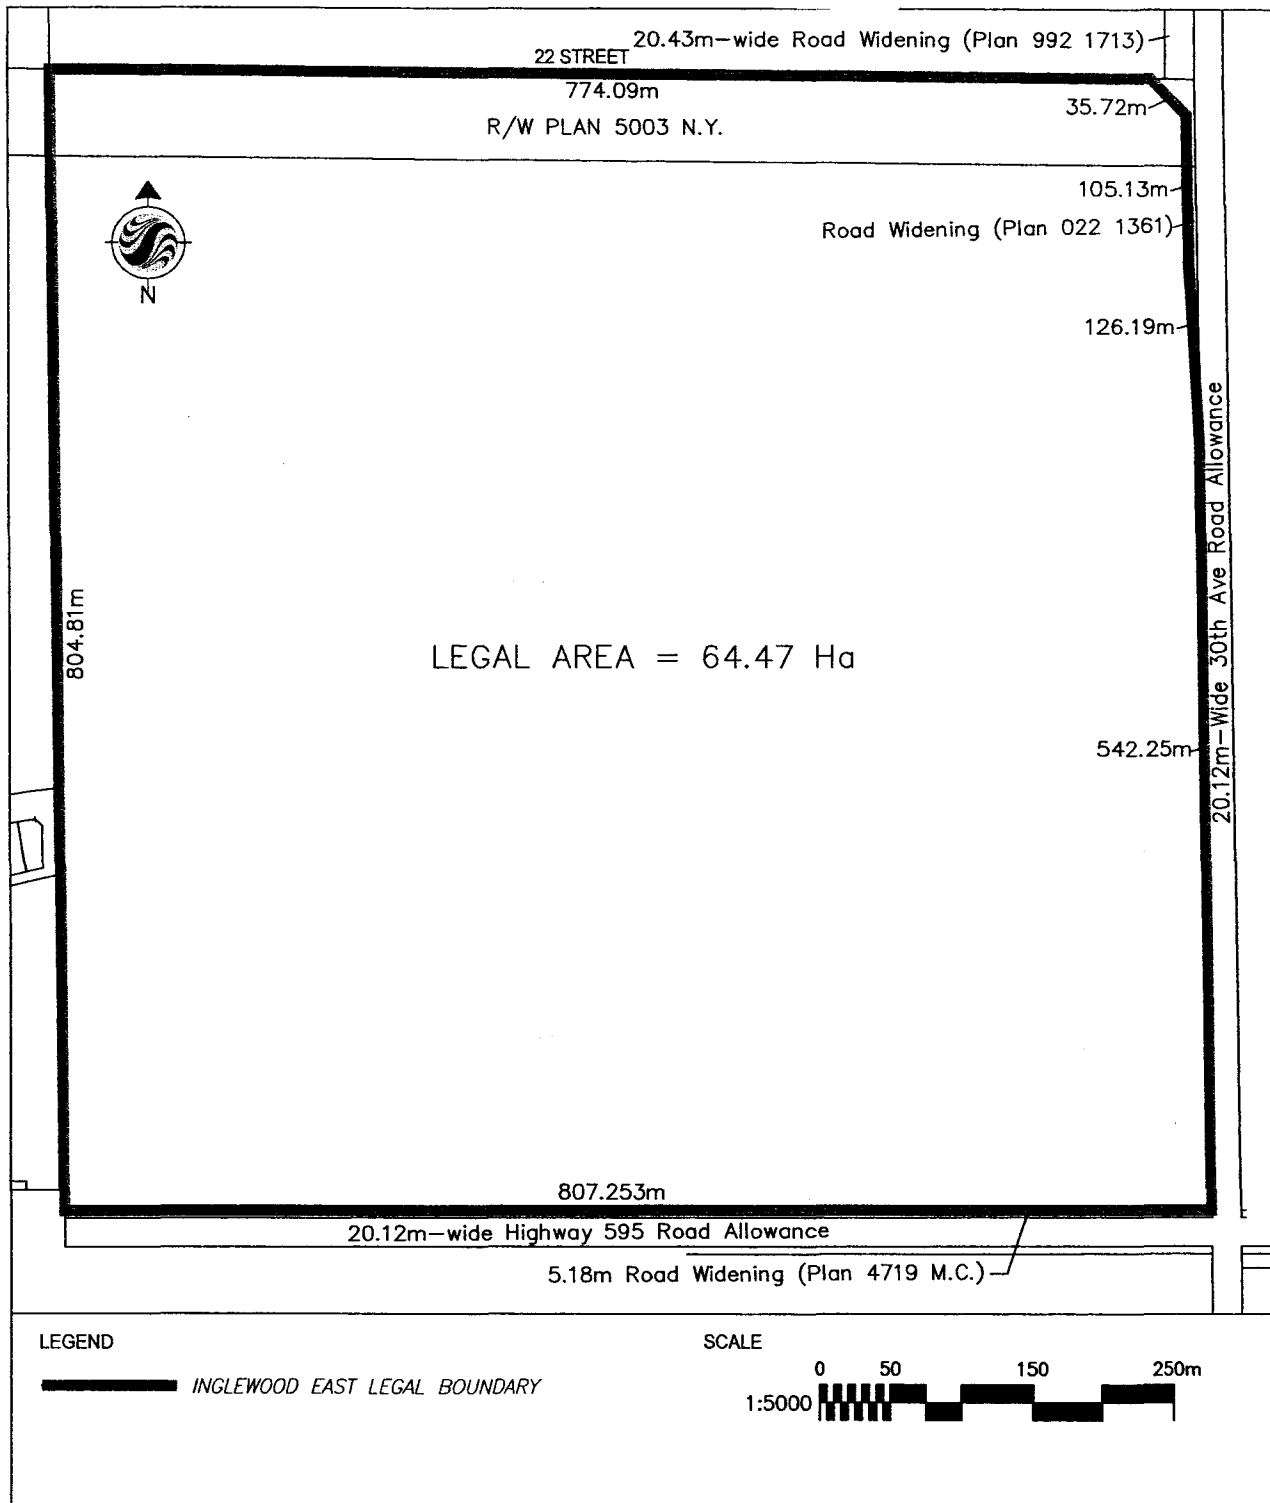 20.43m-wide Road Widening (Plan 992 1713)
22 STREET
774.09m
35.72m
R/W PLAN 5003 N.Y.
105.13m
Road Widening (Plan 022 1361)
N
126.19m
20.12m-Wide 30th Ave Road Allowance
804.81m
LEGAL AREA = 64.47 Ha
542.25m
807.253m
20.12m-wide Highway 595 Road Allowance
5.18m Road Widening (Plan 4719 M.C.)
LEGEND
INGLEWOOD EAST LEGAL BOUNDARY
SCALE
0 50 150 250m
1:5000